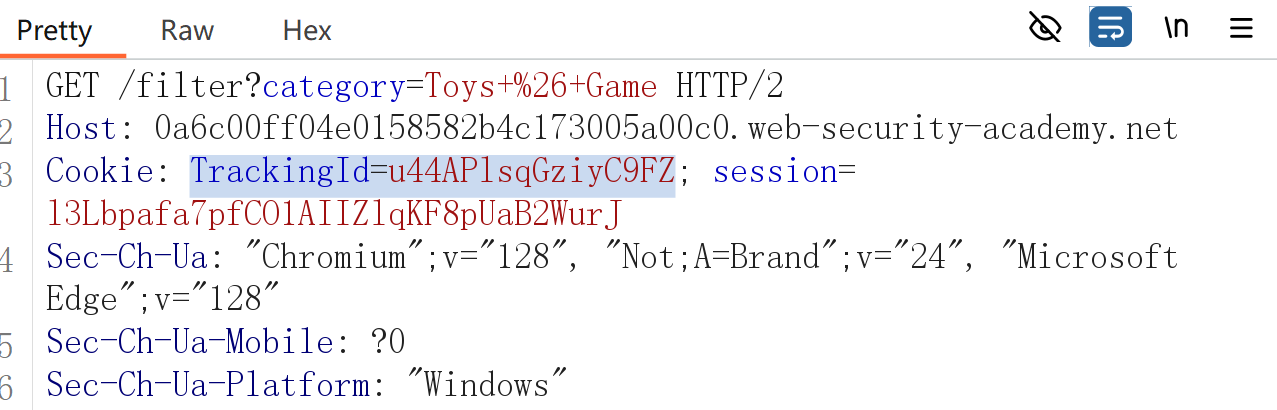 Pretty Raw Hex \n
1 GET /filter?category=Toys+%26+Game HTTP/2
2 Host: 0a6c00ff04e0158582b4c173005a00c0.web-security-academy.net
3 Cookie: TrackingId=u44APlsqGziyC9FZ; session=
l3Lbpafa7pfCO1AIIZlqKF8pUaB2WurJ
4 Sec-Ch-Ua: "Chromium";v="128", "Not;A=Brand";v="24", "Microsoft
Edge";v="128"
5 Sec-Ch-Ua-Mobile: ?0
6 Sec-Ch-Ua-Platform: "Windows"